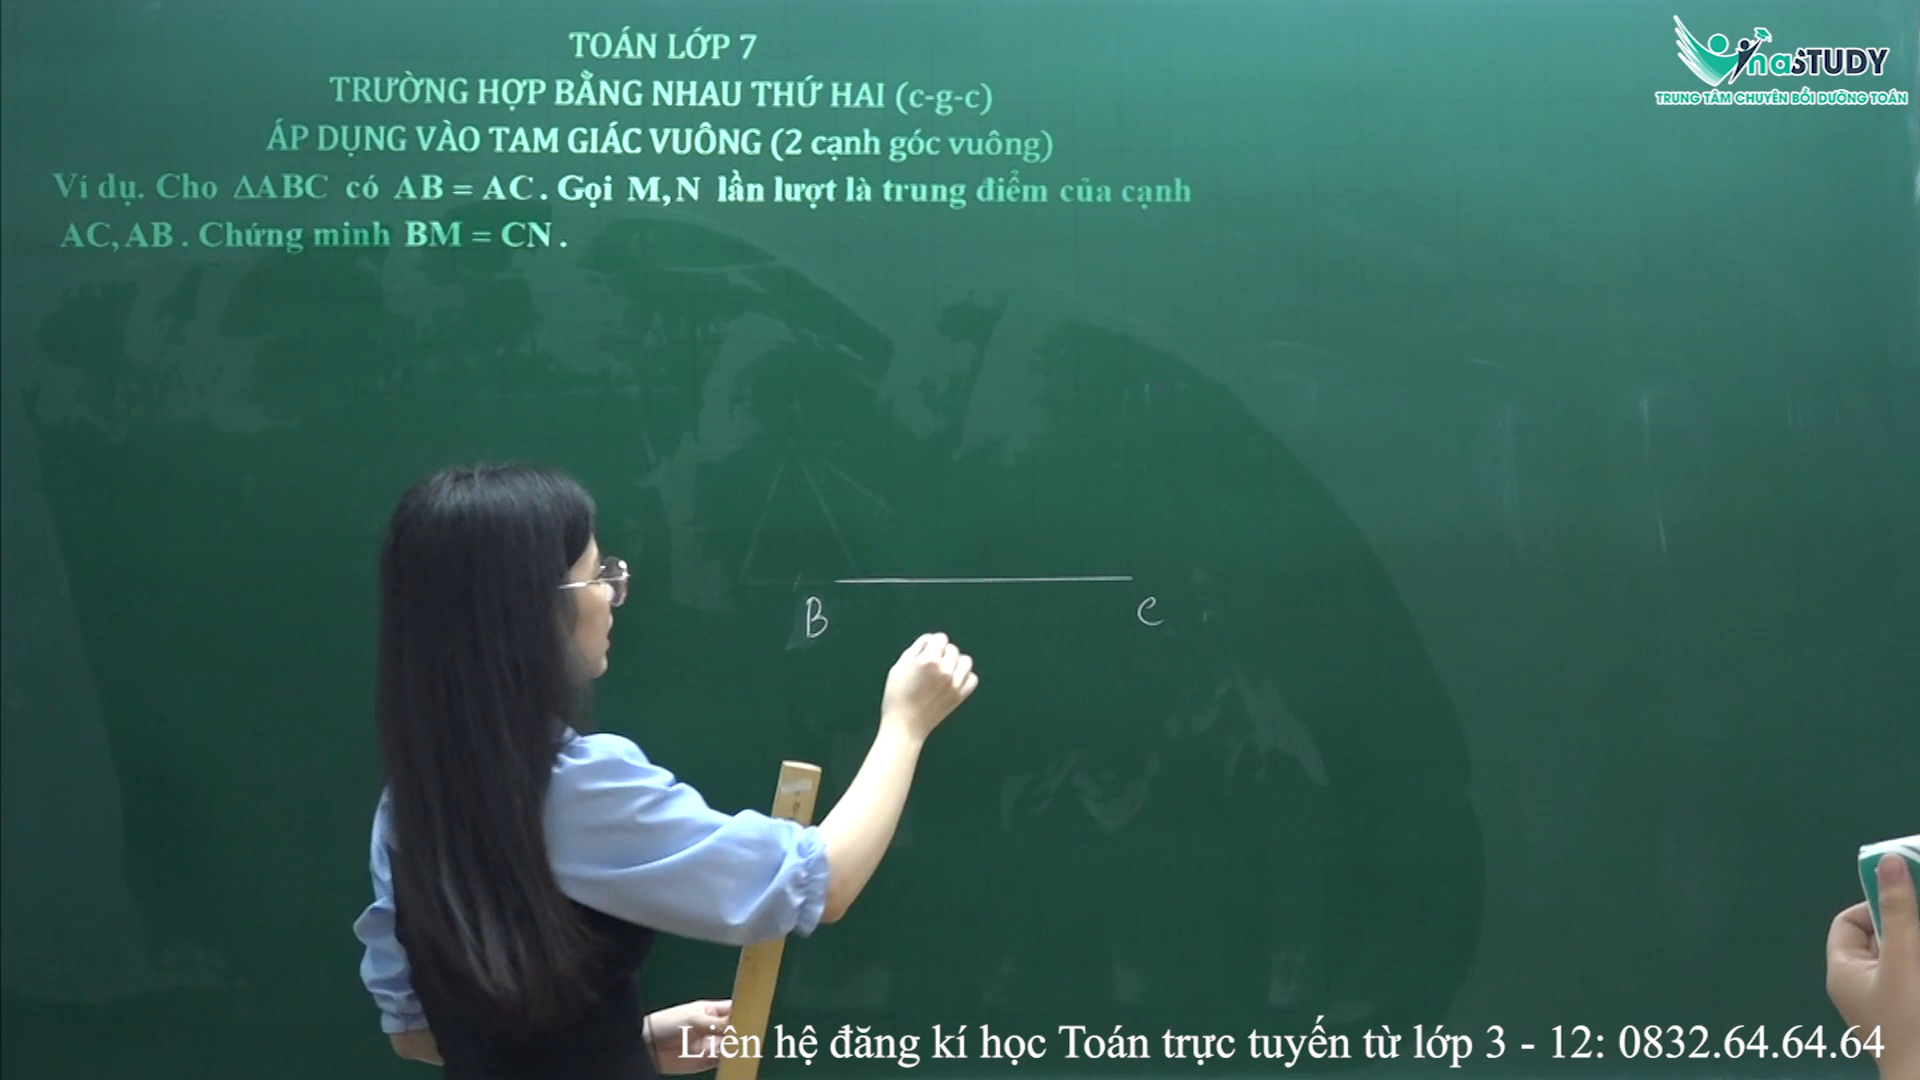 TOÁN LỚP 7
TRƯỜNG HỢP BẰNG NHAU THỨ HAI (c-g-c)
ÁP DỤNG VÀO TAM GIÁC VUÔNG (2 cạnh góc vuông)
Ví dụ. Cho ΔABC có AB = AC. Gọi M, N lần lượt là trung điểm của cạnh
AC, AB. Chứng minh BM = CN.
VinaSTUDY
TRUNG TÂM CHUYÊN BỒI DƯỠNG TOÁN
B C
Liên hệ đăng kí học Toán trực tuyến từ lớp 3 - 12: 0832.64.64.64